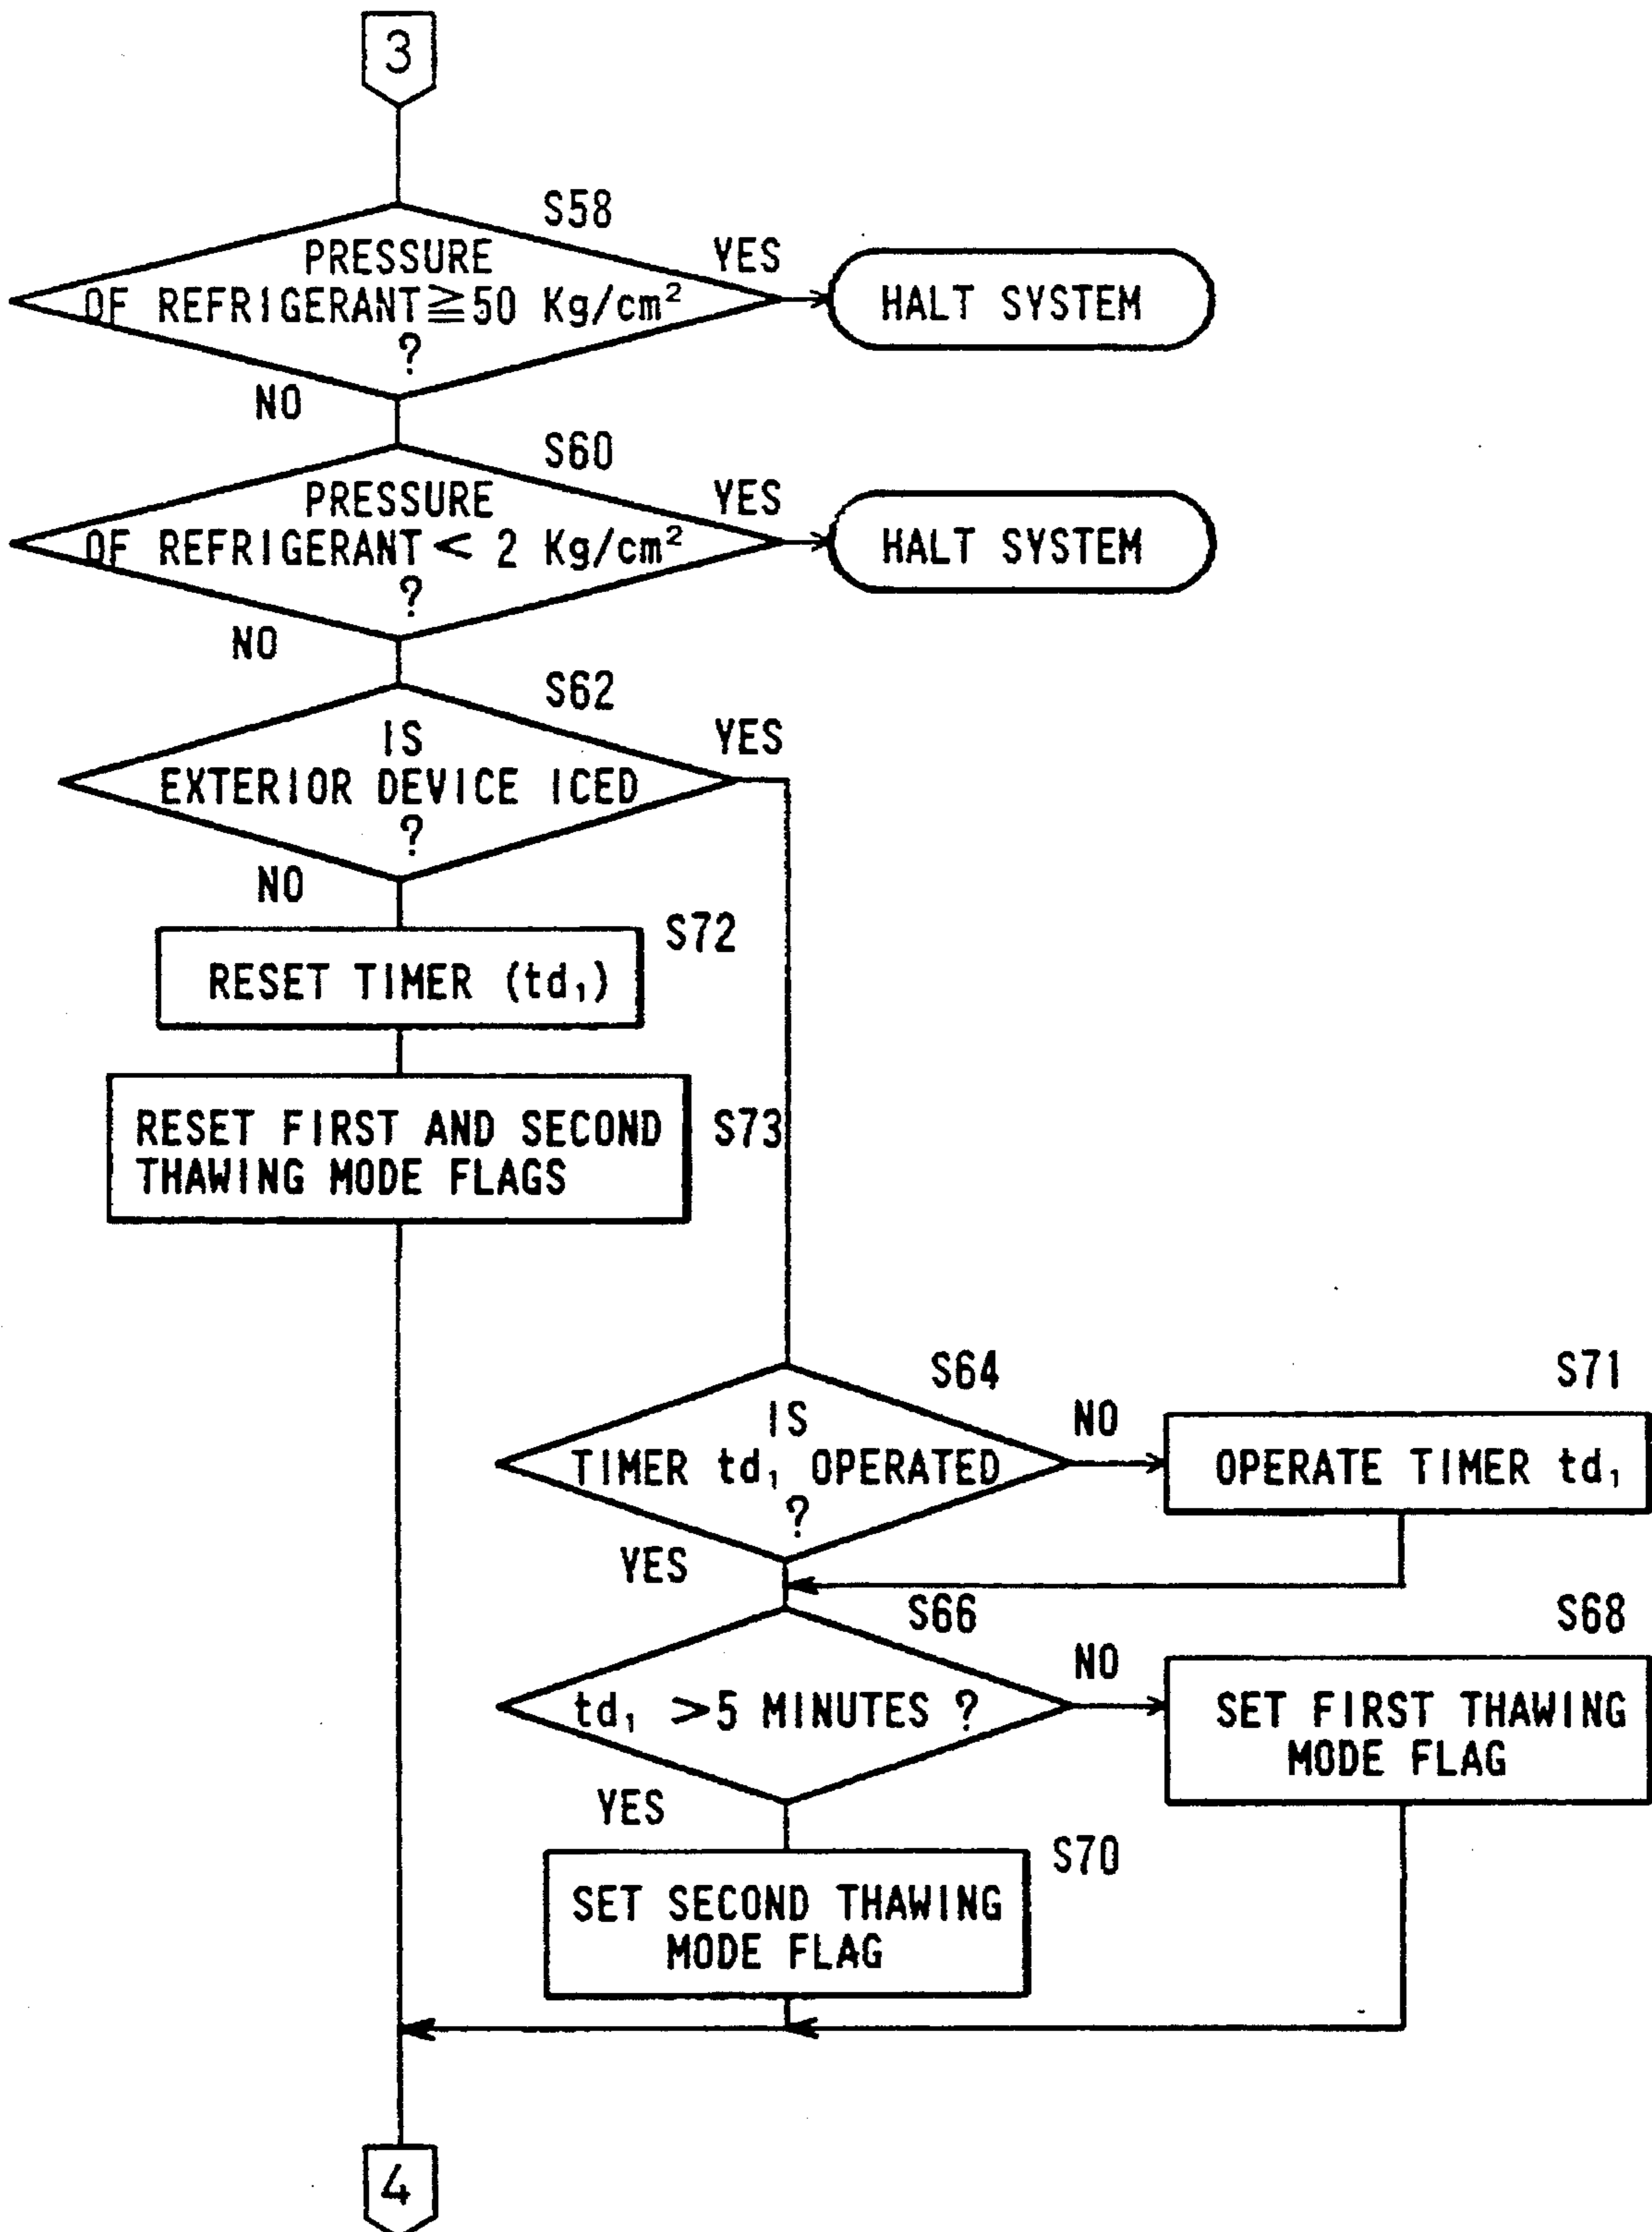 3
S58
PRESSURE
OF REFRIGERANT ≧ 50 Kg/cm²
?
YES
HALT SYSTEM
NO
S60
PRESSURE
OF REFRIGERANT < 2 Kg/cm²
?
YES
HALT SYSTEM
NO
S62
IS
EXTERIOR DEVICE ICED
?
YES
NO
S72
RESET TIMER (td₁)
RESET FIRST AND SECOND
THAWING MODE FLAGS
S73
S64
IS
TIMER td₁ OPERATED
?
NO
S71
OPERATE TIMER td₁
YES
S66
td₁ >5 MINUTES ?
NO
S68
SET FIRST THAWING
MODE FLAG
YES
S70
SET SECOND THAWING
MODE FLAG
4